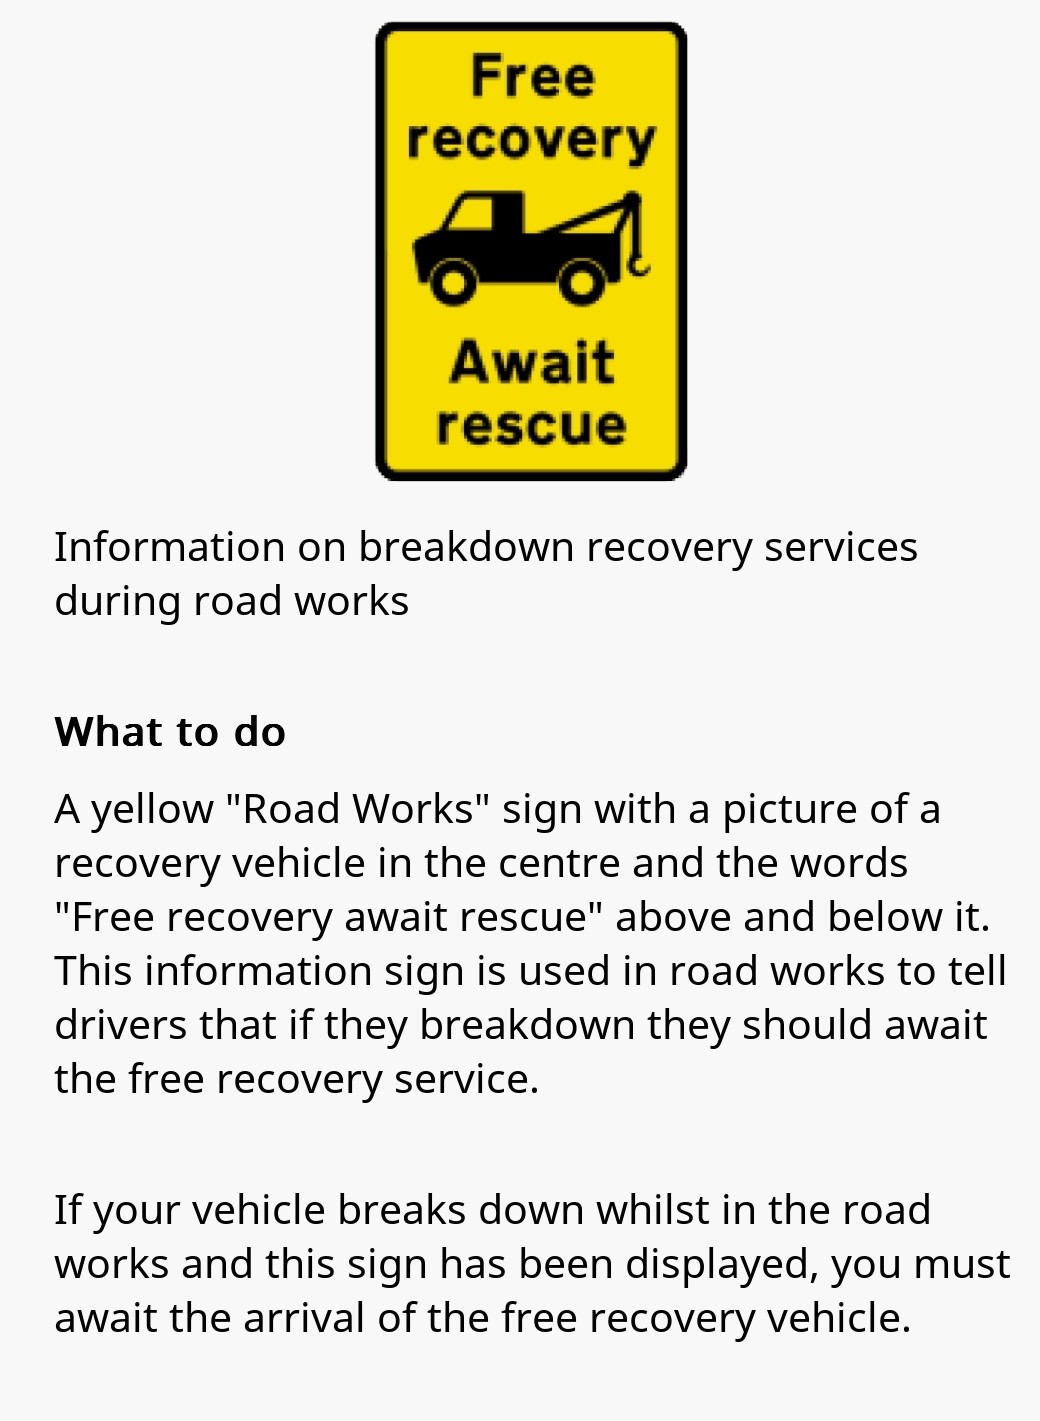 Free
recovery
Await
rescue
Information on breakdown recovery services
during road works
What to do
A yellow "Road Works" sign with a picture of a
recovery vehicle in the centre and the words
"Free recovery await rescue" above and below it.
This information sign is used in road works to tell
drivers that if they breakdown they should await
the free recovery service.
If your vehicle breaks down whilst in the road
works and this sign has been displayed, you must
await the arrival of the free recovery vehicle.